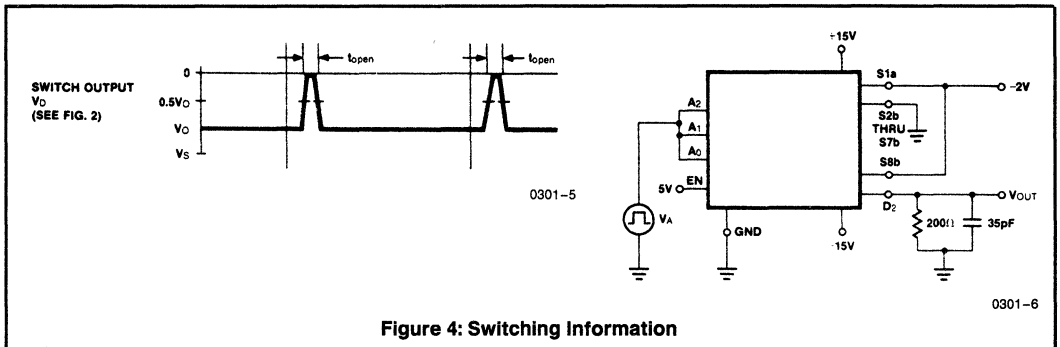 SWITCH OUTPUT
VD
(SEE FIG. 2)
0
0.5VO
VO
VS
topen
topen
0301-5
+15V
A2
A1
A0
EN
5V
VA
GND
-15V
S1a
S2b
THRU
S7b
S8b
D2
-2V
VOUT
200Ω
35pF
0301-6
Figure 4: Switching Information